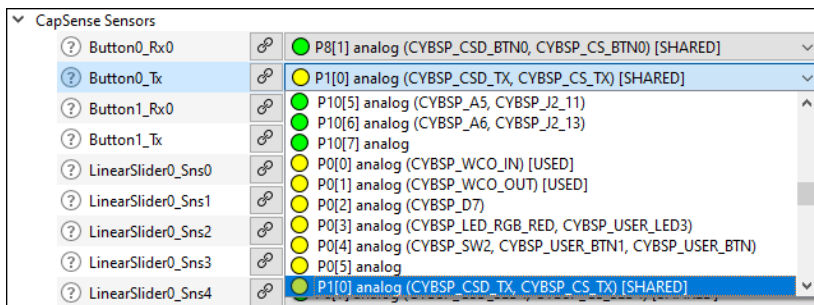 CapSense Sensors
Button0_Rx0
P8[1] analog (CYBSP_CSD_BTN0, CYBSP_CS_BTN0) [SHARED]
Button0_Tx
P1[0] analog (CYBSP_CSD_TX, CYBSP_CS_TX) [SHARED]
Button1_Rx0
P10[5] analog (CYBSP_A5, CYBSP_J2_11)
P10[6] analog (CYBSP_A6, CYBSP_J2_13)
Button1_Tx
P10[7] analog
P0[0] analog (CYBSP_WCO_IN) [USED]
LinearSlider0_Sns0
P0[1] analog (CYBSP_WCO_OUT) [USED]
LinearSlider0_Sns1
P0[2] analog (CYBSP_D7)
P0[3] analog (CYBSP_LED_RGB_RED, CYBSP_USER_LED3)
LinearSlider0_Sns2
P0[4] analog (CYBSP_SW2, CYBSP_USER_BTN1, CYBSP_USER_BTN)
LinearSlider0_Sns3
P0[5] analog
LinearSlider0_Sns4
P1[0] analog (CYBSP_CSD_TX, CYBSP_CS_TX) [SHARED]